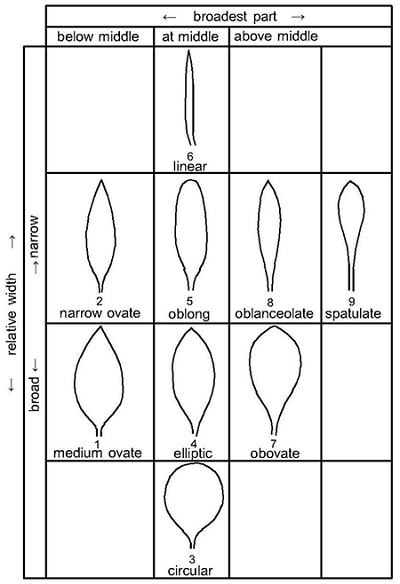 ← broadest part →
below middle at middle above middle
6
linear
2 5 8 9
narrow ovate oblong oblanceolate spatulate
1 4 7
medium ovate elliptic obovate
3
circular
← relative width →
broad ← → narrow